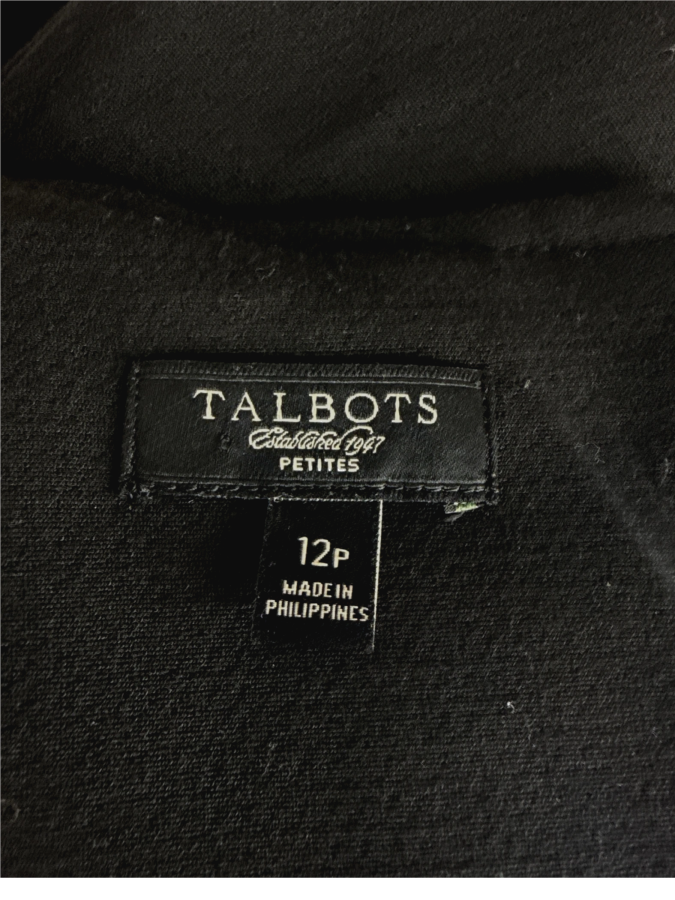 TALBOTS
Established 1947
PETITES
12P
MADE IN
PHILIPPINES